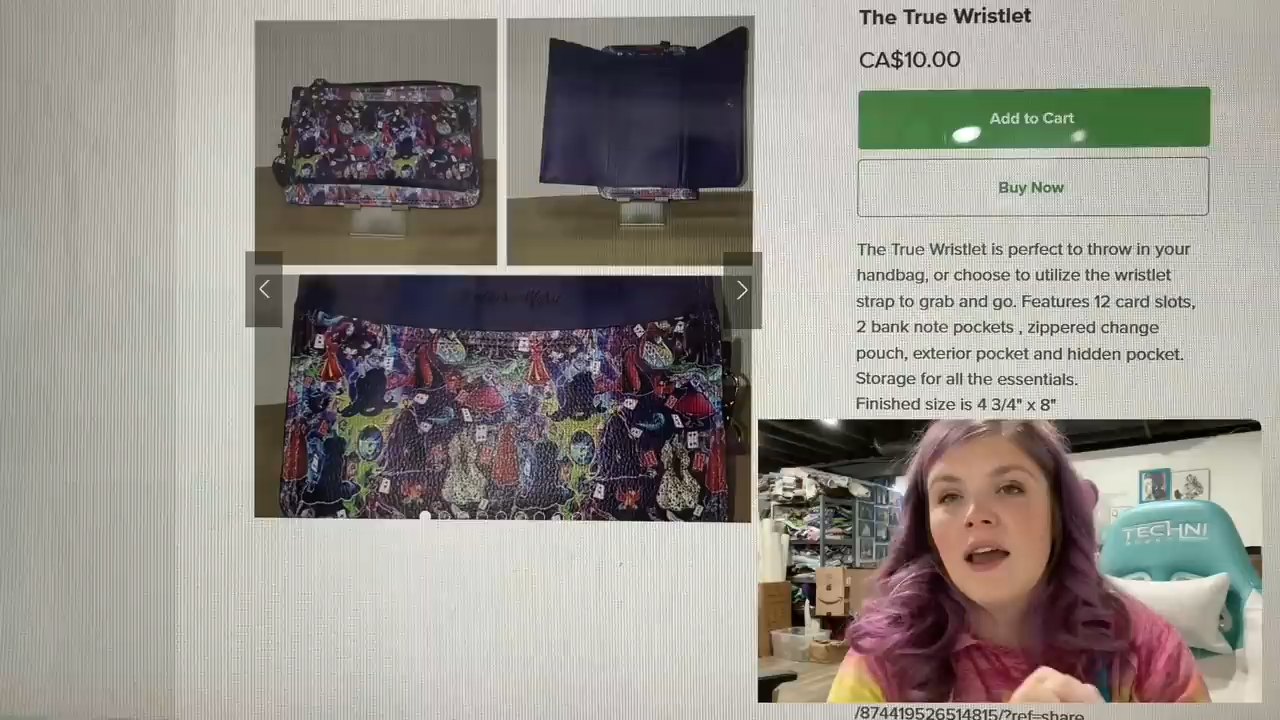 The True Wristlet
CA$10.00
Add to Cart
Buy Now
The True Wristlet is perfect to throw in your
handbag, or choose to utilize the wristlet
strap to grab and go. Features 12 card slots,
2 bank note pockets , zippered change
pouch, exterior pocket and hidden pocket.
Storage for all the essentials.
Finished size is 4 3/4" x 8"
TECHNI
/874419526514815/?ref=share